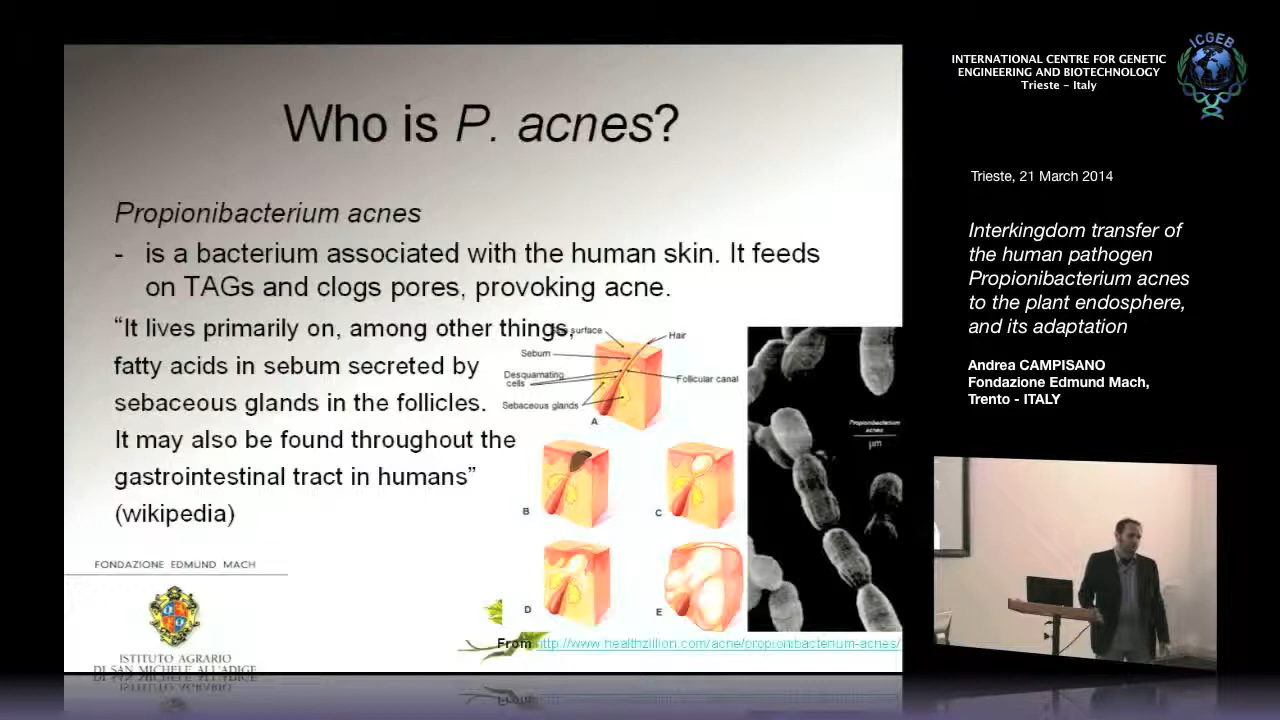 Who is P. acnes?
Propionibacterium acnes
- is a bacterium associated with the human skin. It feeds
on TAGs and clogs pores, provoking acne.
“It lives primarily on, among other things,
fatty acids in sebum secreted by
sebaceous glands in the follicles.
It may also be found throughout the
gastrointestinal tract in humans”
(wikipedia)
surface
Hair
Sebum
Desquamating
cells
Follicular canal
Sebaceous glands
A
B
C
D
E
Propionibacterium
acnes
µm
From http://www.healthzillion.com/acne/propionibacterium-acnes/
FONDAZIONE EDMUND MACH
ISTITUTO AGRARIO
DI SAN MICHELE ALL'ADIGE
INTERNATIONAL CENTRE FOR GENETIC
ENGINEERING AND BIOTECHNOLOGY
Trieste - Italy
ICGEB
Trieste, 21 March 2014
Interkingdom transfer of
the human pathogen
Propionibacterium acnes
to the plant endosphere,
and its adaptation
Andrea CAMPISANO
Fondazione Edmund Mach,
Trento - ITALY